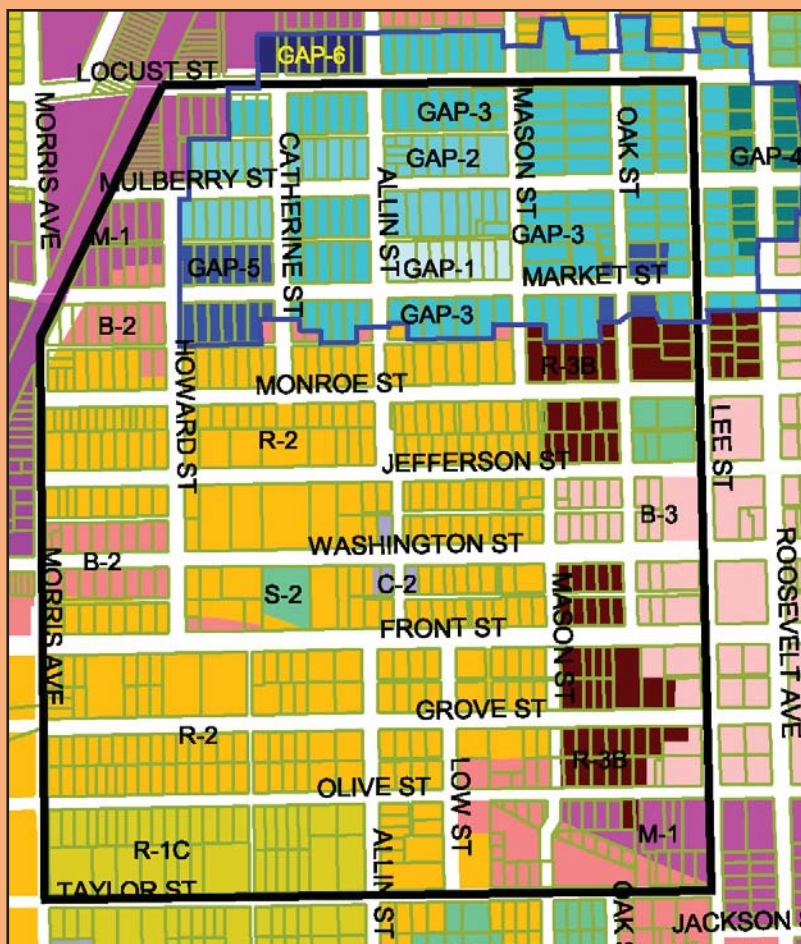 GAP-6
LOCUST ST
MORRIS AVE
GAP-3
MASON ST
OAK ST
CATHERINE ST
GAP-2
GAP-4
ALLIN ST
MULBERRY ST
M-1
GAP-3
GAP-5
GAP-1
MARKET ST
B-2
GAP-3
HOWARD ST
R-3B
MONROE ST
LEE ST
R-2
JEFFERSON ST
B-3
ROOSEVELT AVE
WASHINGTON ST
MORRIS AVE
B-2
S-2
C-2
MASON ST
FRONT ST
GROVE ST
R-2
R-3B
LOW ST
OLIVE ST
ALLIN ST
M-1
R-1C
TAYLOR ST
OAK
JACKSON